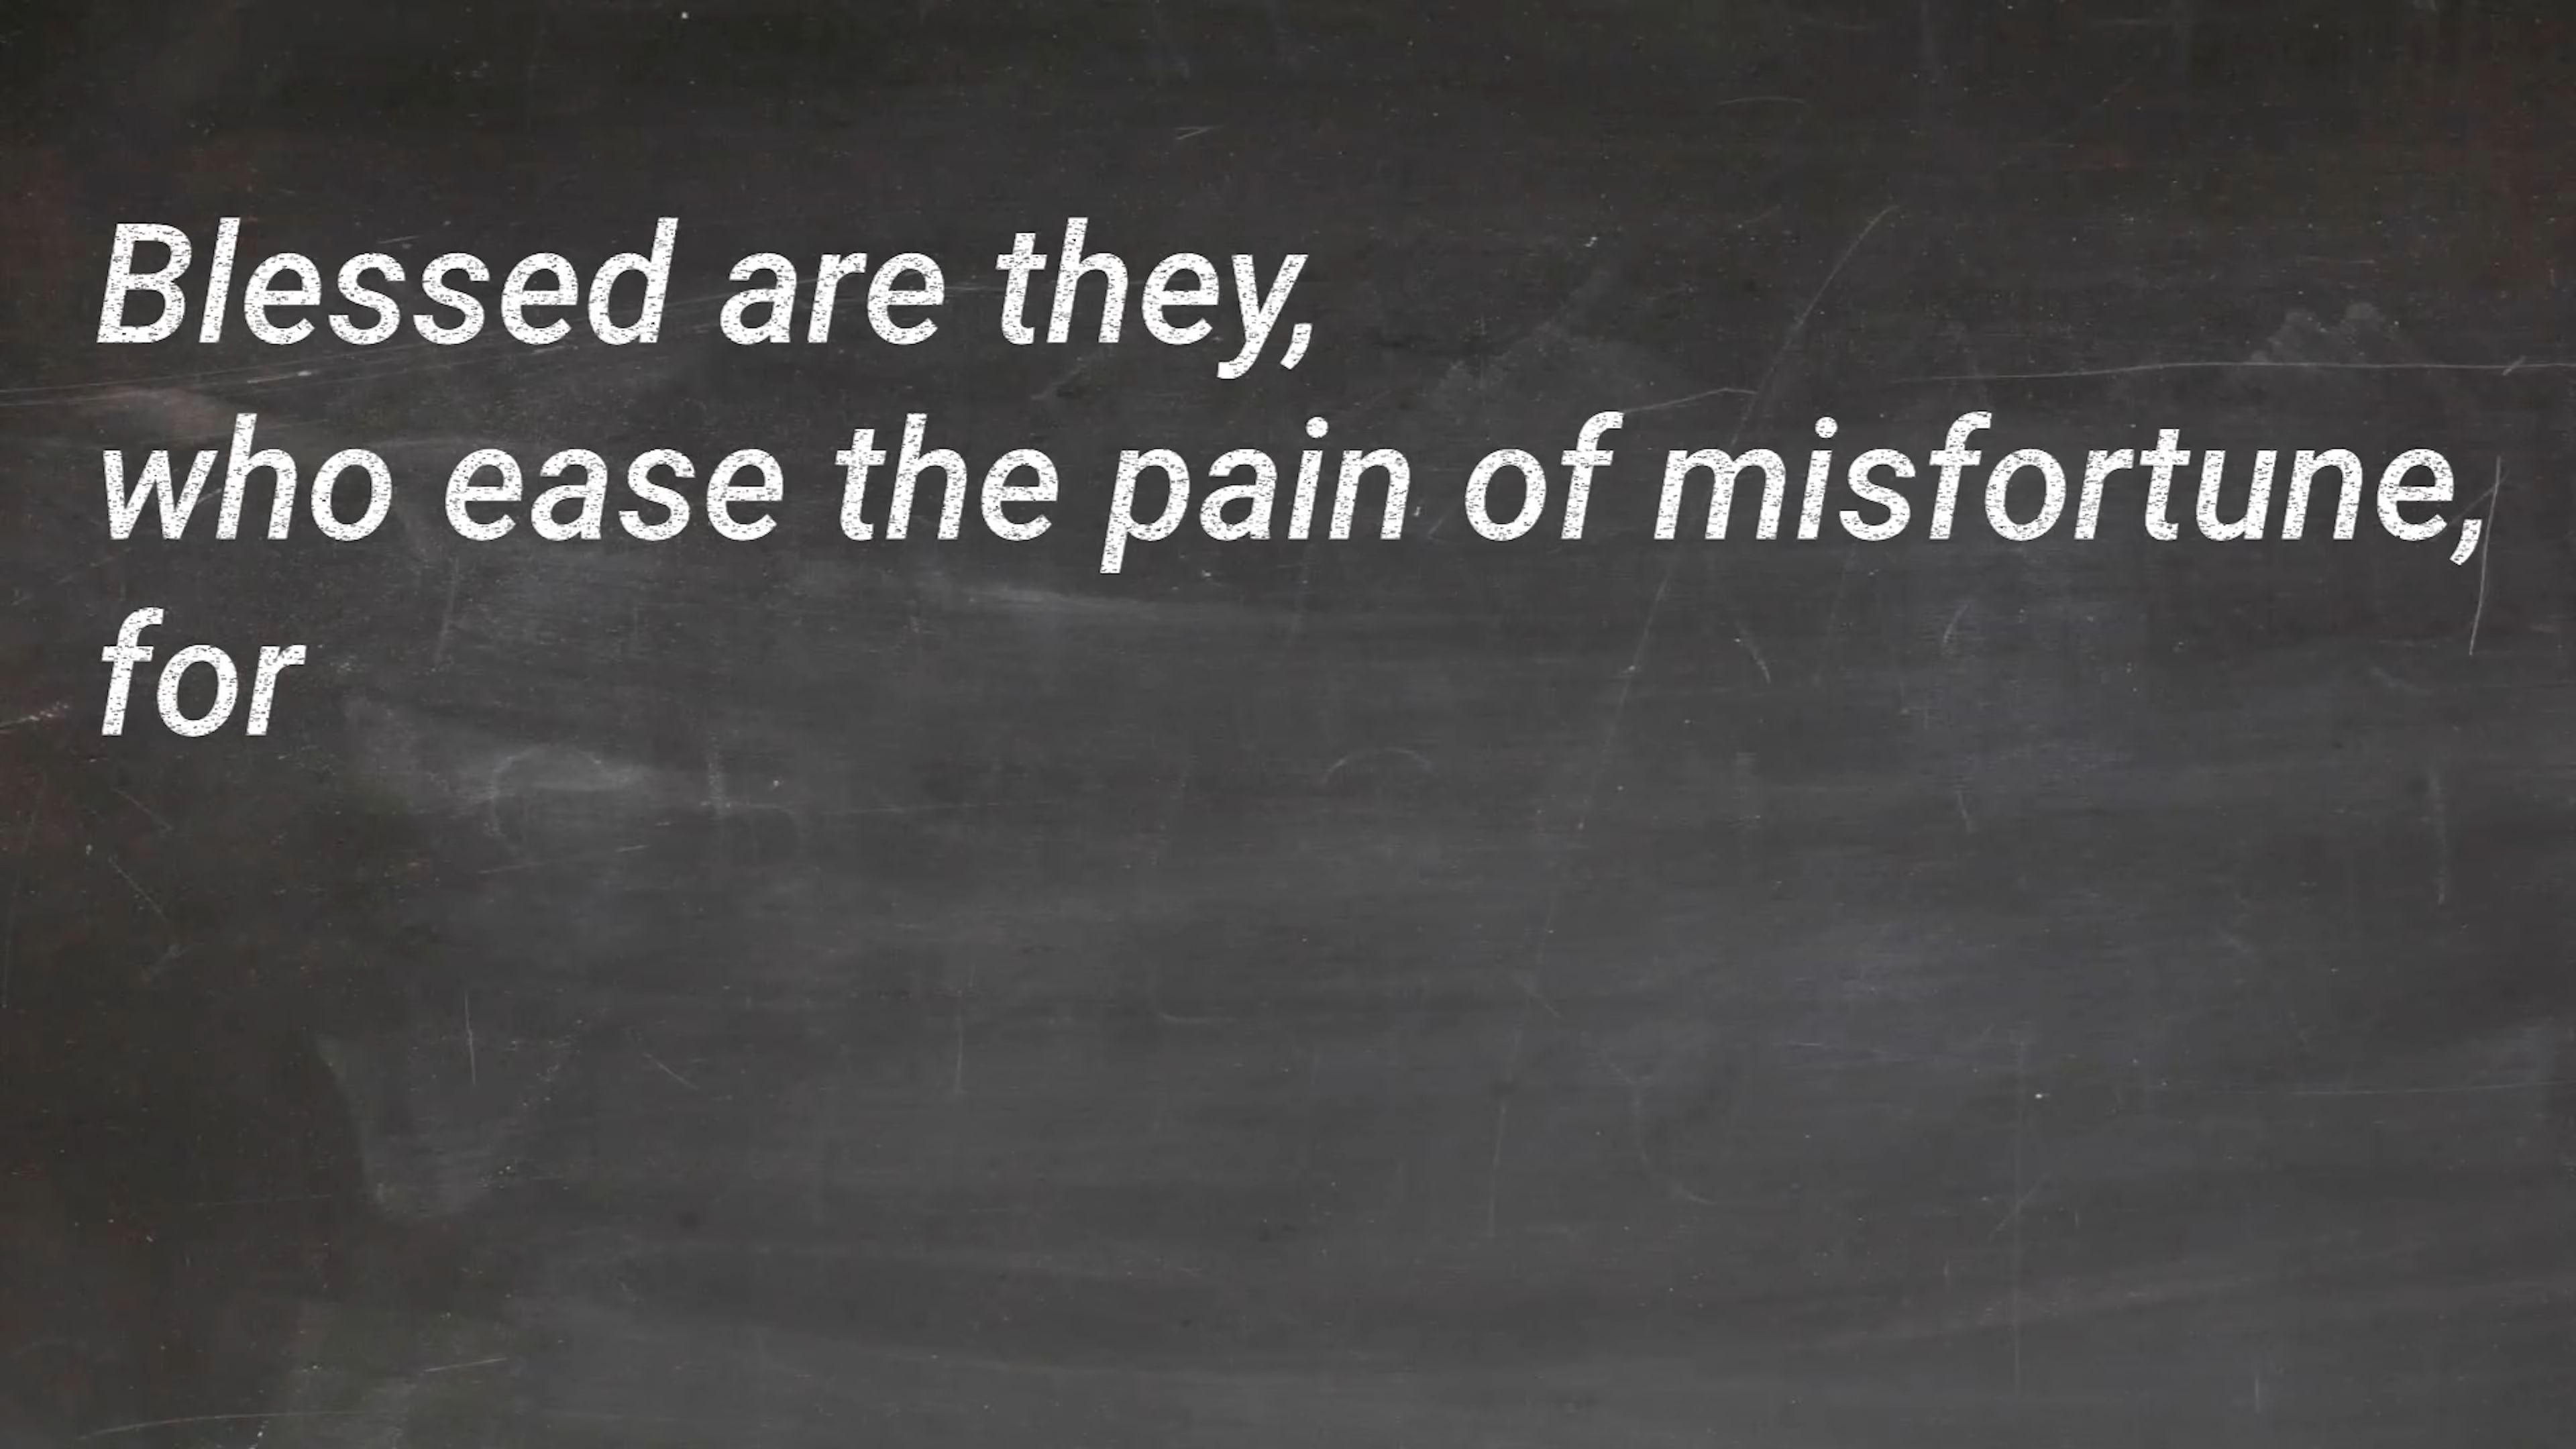 Blessed are they,
who ease the pain of misfortune,
for